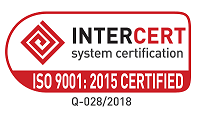 INTERCERT
system certification
ISO 9001: 2015 CERTIFIED
Q-028/2018